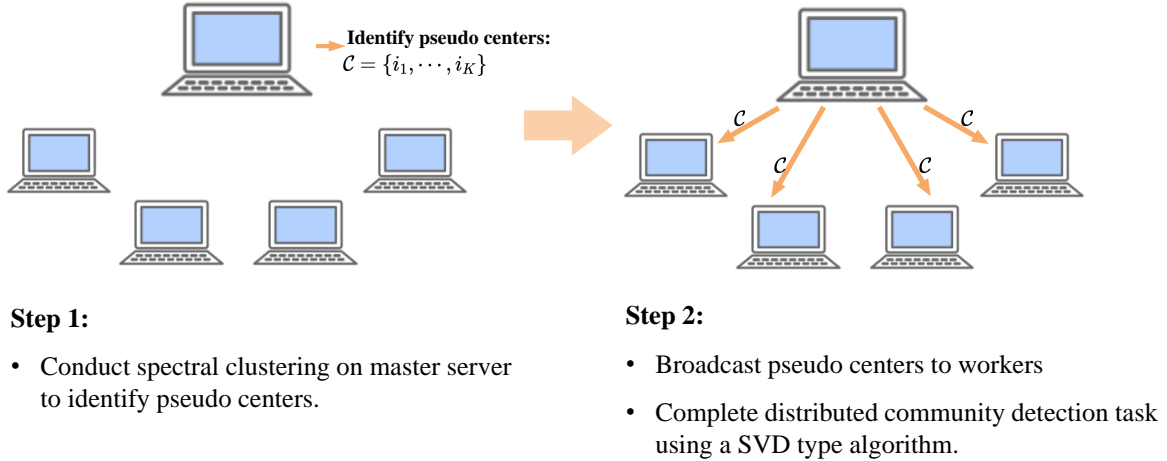 Identify pseudo centers:
𝒞 = {i₁, ⋯, i_K}
𝒞
𝒞
𝒞
𝒞
Step 1:
• Conduct spectral clustering on master server
to identify pseudo centers.
Step 2:
• Broadcast pseudo centers to workers
• Complete distributed community detection task
using a SVD type algorithm.